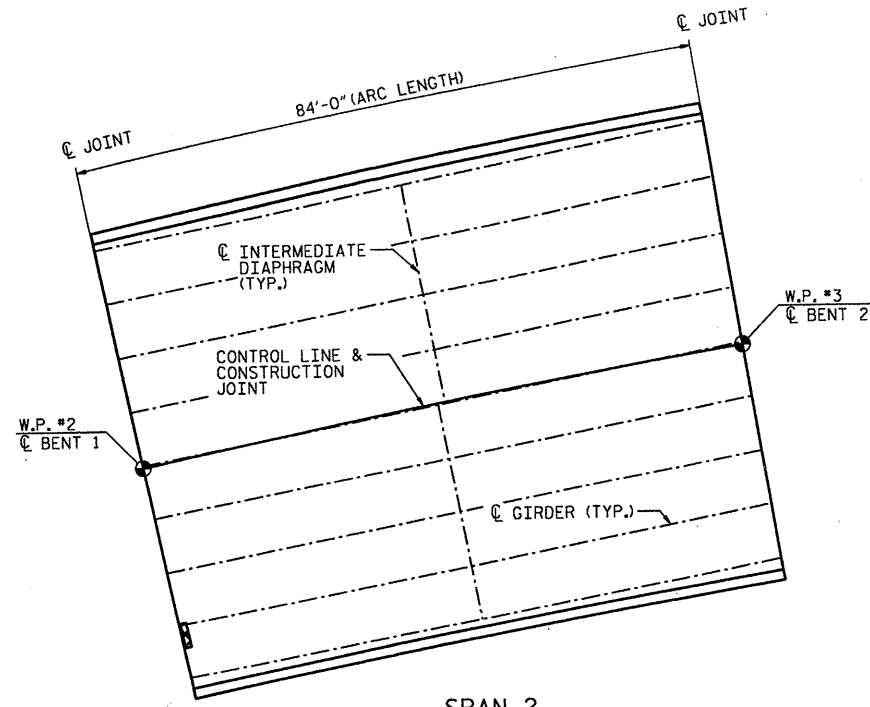 ℄ JOINT
84'-0" (ARC LENGTH)
℄ JOINT
℄ INTERMEDIATE
DIAPHRAGM
(TYP.)
W.P. #3
℄ BENT 2
CONTROL LINE &
CONSTRUCTION
JOINT
W.P. #2
℄ BENT 1
℄ GIRDER (TYP.)
SPAN 2